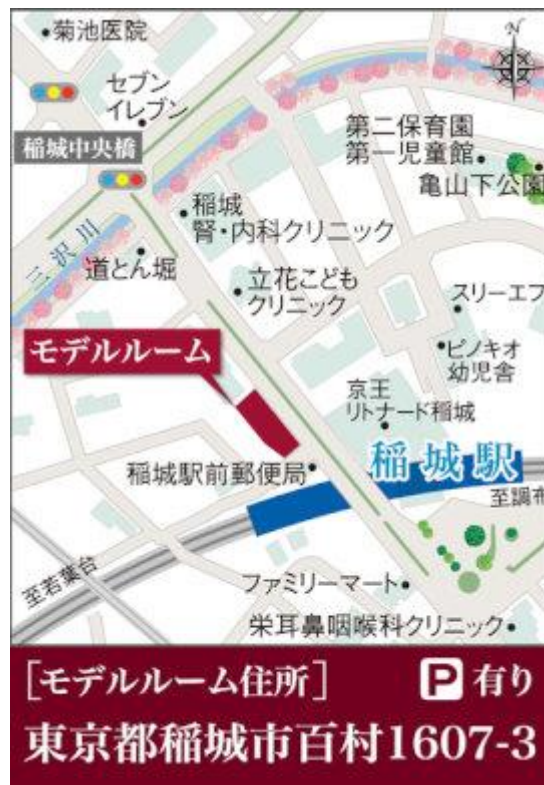 菊池医院
N
セブン
イレブン
稲城中央橋
第二保育園
第一児童館
亀山下公園
稲城
腎・内科クリニック
三沢川
道とん堀
立花こども
クリニック
スリーエフ
モデルルーム
ピノキオ
幼児舎
京王
リトナード稲城
稲城駅
稲城駅前郵便局
至調布
至若葉台
ファミリーマート
栄耳鼻咽喉科クリニック
[モデルルーム住所]
P有り
東京都稲城市百村1607-3